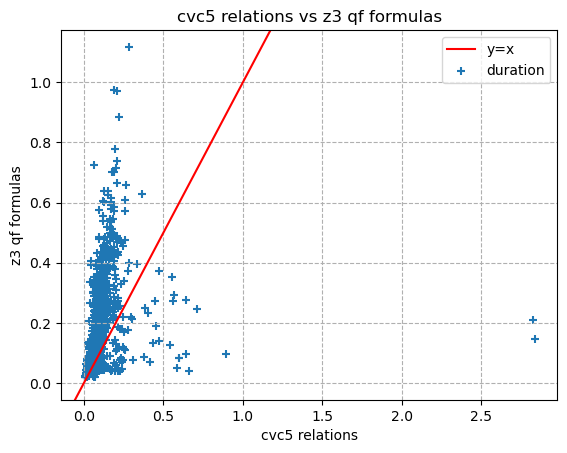 cvc5 relations vs z3 qf formulas
y=x
duration
z3 qf formulas
1.0
0.8
0.6
0.4
0.2
0.0
0.0 0.5 1.0 1.5 2.0 2.5
cvc5 relations